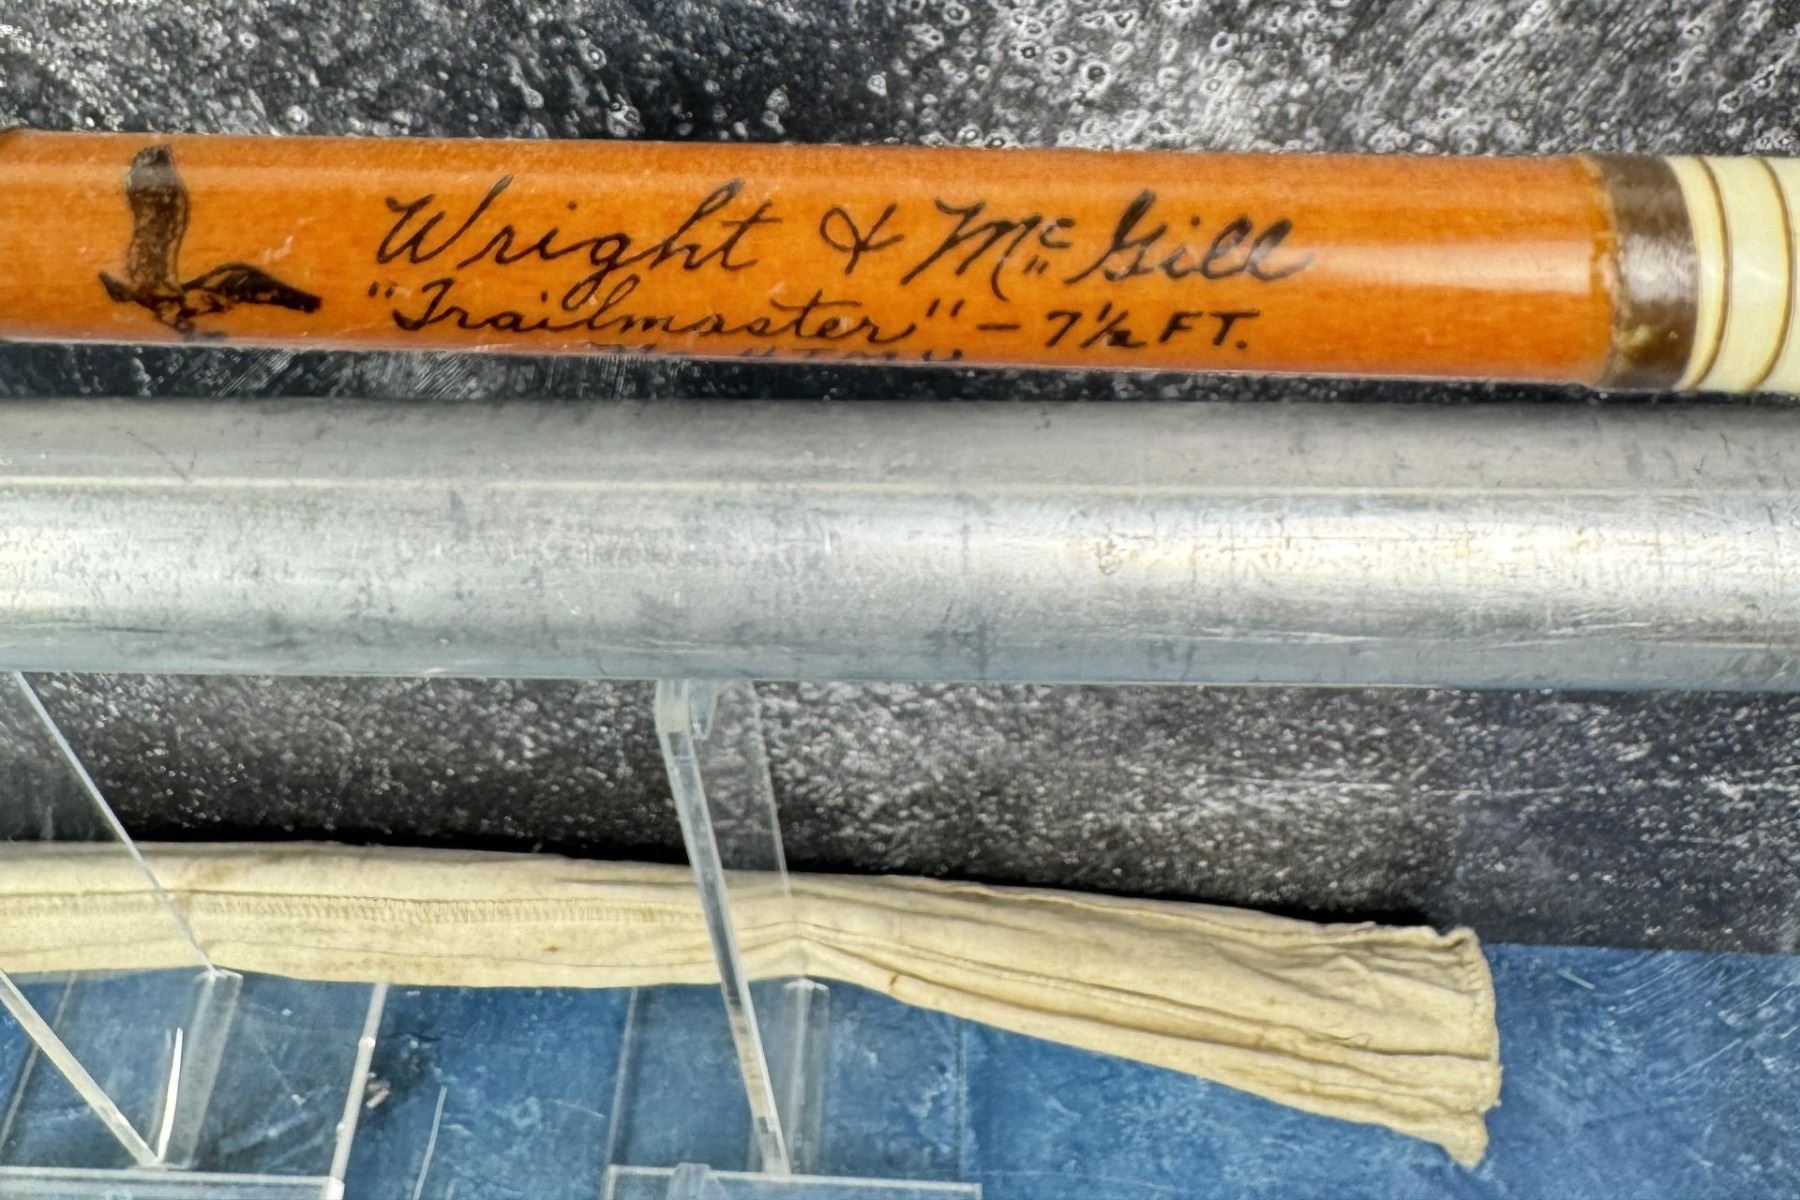 Wright & McGill
"Trailmaster" – 7½ FT.